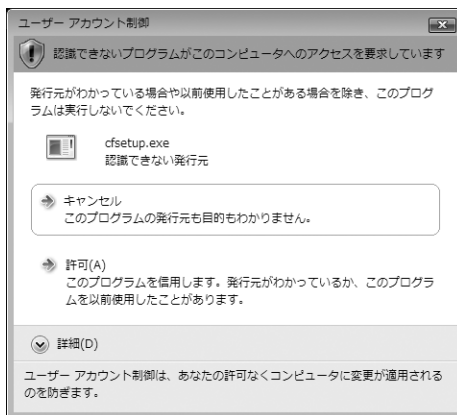 ユーザー アカウント制御
認識できないプログラムがこのコンピュータへのアクセスを要求しています
発行元がわかっている場合や以前使用したことがある場合を除き、このプログ
ラムは実行しないでください。
cfsetup.exe
認識できない発行元
キャンセル
このプログラムの発行元も目的もわかりません。
許可(A)
このプログラムを信用します。発行元がわかっているか、このプログラ
ムを以前使用したことがあります。
詳細(D)
ユーザー アカウント制御は、あなたの許可なくコンピュータに変更が適用される
のを防ぎます。